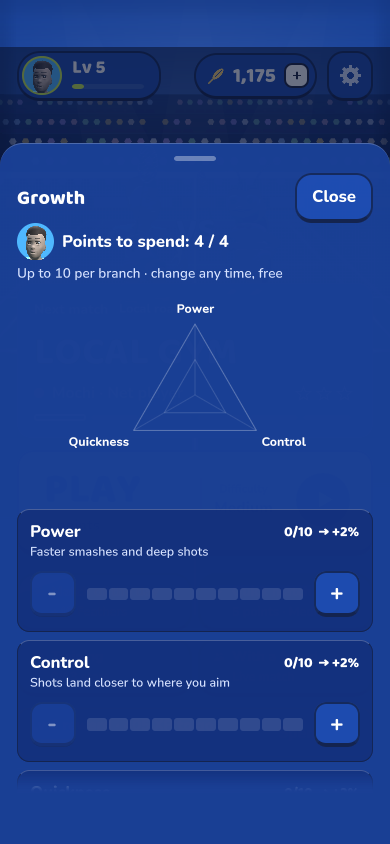 Lv 5
1,175
+
Growth
Close
Points to spend: 4 / 4
Up to 10 per branch · change any time, free
Power
Quickness
Control
Power
0/10 → +2%
Faster smashes and deep shots
-
+
Control
0/10 → +2%
Shots land closer to where you aim
-
+